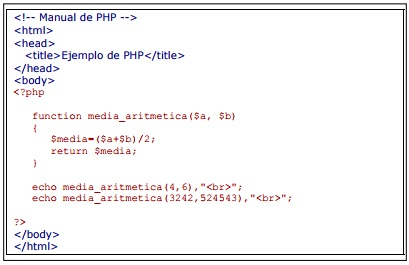 <!-- Manual de PHP -->
<html>
<head>
<title>Ejemplo de PHP</title>
</head>
<body>
<?php
function media_aritmetica($a, $b)
{
$media=($a+$b)/2;
return $media;
}
echo media_aritmetica(4,6),"<br>";
echo media_aritmetica(3242,524543),"<br>";
?>
</body>
</html>